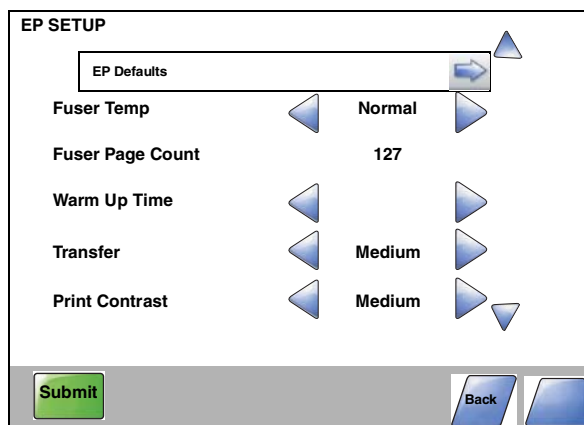 EP SETUP
EP Defaults
Fuser Temp Normal
Fuser Page Count 127
Warm Up Time
Transfer Medium
Print Contrast Medium
Submit Back